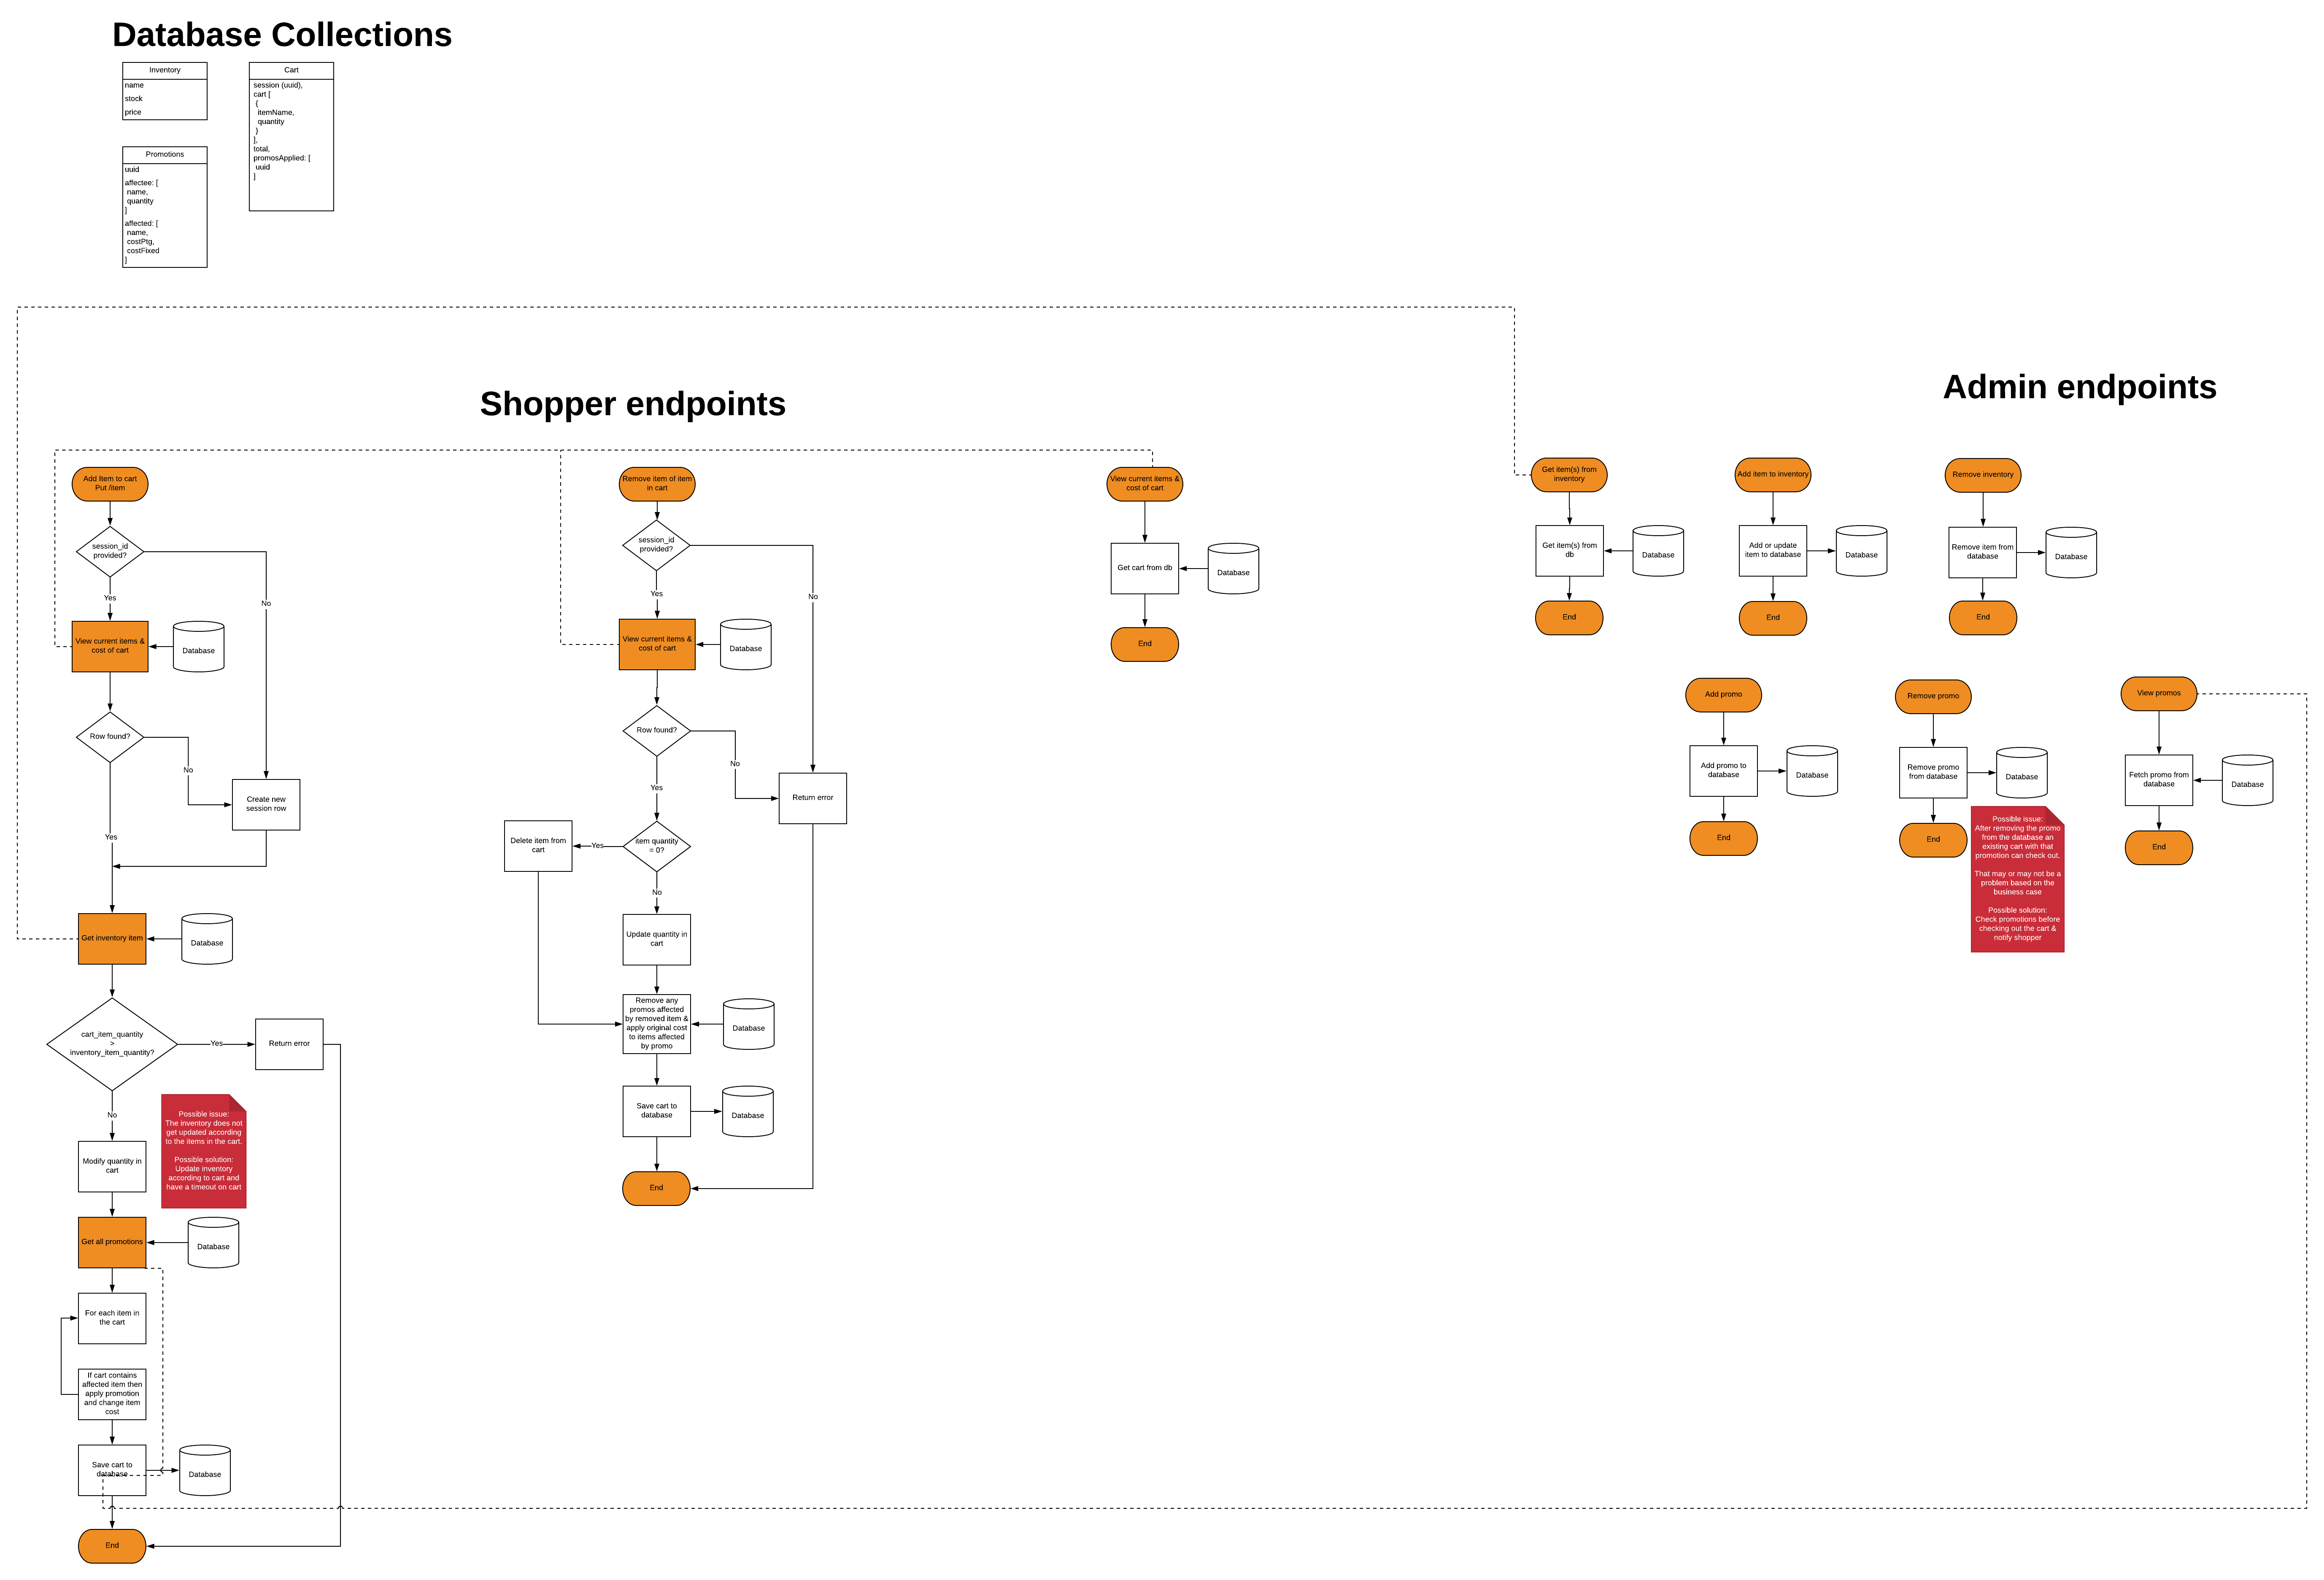 Database Collections
Inventory
name
stock
price
Cart
session (uuid),
cart [
{
itemName,
quantity
}
],
total,
promosApplied: [
uuid
]
Promotions
uuid
affectee: [
name,
quantity
]
affected: [
name,
costPtg,
costFixed
]
Shopper endpoints
Add Item to cart
Put /item
session_id
provided?
Yes
No
View current items &
cost of cart
Database
Row found?
No
Yes
Create new
session row
Get inventory item
Database
cart_item_quantity
>
inventory_item_quantity?
Yes
Return error
No
Possible issue:
The inventory does not
get updated according
to the items in the cart.
Possible solution:
Update inventory
according to cart and
have a timeout on cart
Modify quantity in
cart
Get all promotions
Database
For each item in
the cart
If cart contains
affected item then
apply promotion
and change item
cost
Save cart to
database
Database
End
Remove item of item
in cart
session_id
provided?
Yes
No
View current items &
cost of cart
Database
Row found?
No
Yes
Return error
item quantity
= 0?
Yes
Delete item from
cart
No
Update quantity in
cart
Remove any
promos affected
by removed item &
apply original cost
to items affected
by promo
Database
Save cart to
database
Database
End
View current items &
cost of cart
Get cart from db
Database
End
Admin endpoints
Get item(s) from
inventory
Get item(s) from
db
Database
End
Add item to inventory
Add or update
item to database
Database
End
Remove inventory
Remove item from
database
Database
End
Add promo
Add promo to
database
Database
End
Remove promo
Remove promo
from database
Database
End
Possible issue:
After removing the promo
from the database an
existing cart with that
promotion can check out.
That may or may not be a
problem based on the
business case
Possible solution:
Check promotions before
checking out the cart &
notify shopper
View promos
Fetch promo from
database
Database
End